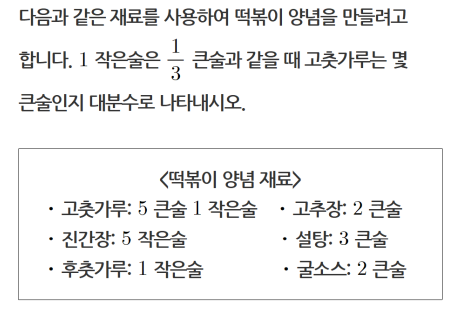 다음과 같은 재료를 사용하여 떡볶이 양념을 만들려고
합니다. 1 작은술은 1/3 큰술과 같을 때 고춧가루는 몇
큰술인지 대분수로 나타내시오.
<떡볶이 양념 재료>
· 고춧가루: 5 큰술 1 작은술 · 고추장: 2 큰술
· 진간장: 5 작은술 · 설탕: 3 큰술
· 후춧가루: 1 작은술 · 굴소스: 2 큰술